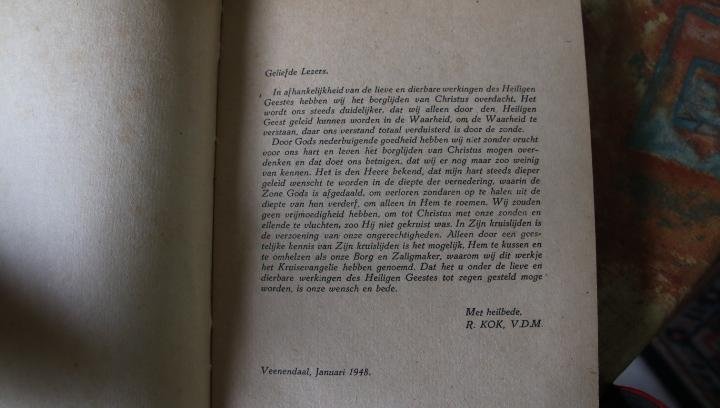 Geliefde Lezers.
In afhankelijkheid van de lieve en dierbare werkingen des Heiligen
Geestes hebben wij het borglijden van Christus overdacht. Het
wordt ons steeds duidelijker, dat wij alleen door den Heiligen
Geest geleid kunnen worden in de Waarheid, om de Waarheid te
verstaan, daar ons verstand totaal verduisterd is door de zonde.
Door Gods nederbuigende goedheid hebben wij niet zonder vrucht
voor ons hart en leven het borglijden van Christus mogen over-
denken en dat doet ons betuigen, dat wij er nog maar zoo weinig
van kennen. Het is den Heere bekend, dat mijn hart steeds dieper
geleid wenscht te worden in de diepte der vernedering, waarin de
Zone Gods is afgedaald, om verloren zondaren op te halen uit de
diepte van hun verderf, om alleen in Hem te roemen. Wij zouden
geen vrijmoedigheid hebben, om tot Christus met onze zonden en
ellende te vluchten, zoo Hij niet gekruist was. In Zijn kruislijden is
de verzoening van onze ongerechtigheden. Alleen door een gees-
telijke kennis van Zijn kruislijden is het mogelijk, Hem te kussen en
te omhelzen als onze Borg en Zaligmaker, waarom wij dit werkje
het Kruisevangelie hebben genoemd. Dat het u onder de lieve en
dierbare werkingen des Heiligen Geestes tot zegen gesteld moge
worden, is onze wensch en bede.
Met heilbede,
R. KOK, V.D.M.
Veenendaal, Januari 1948.